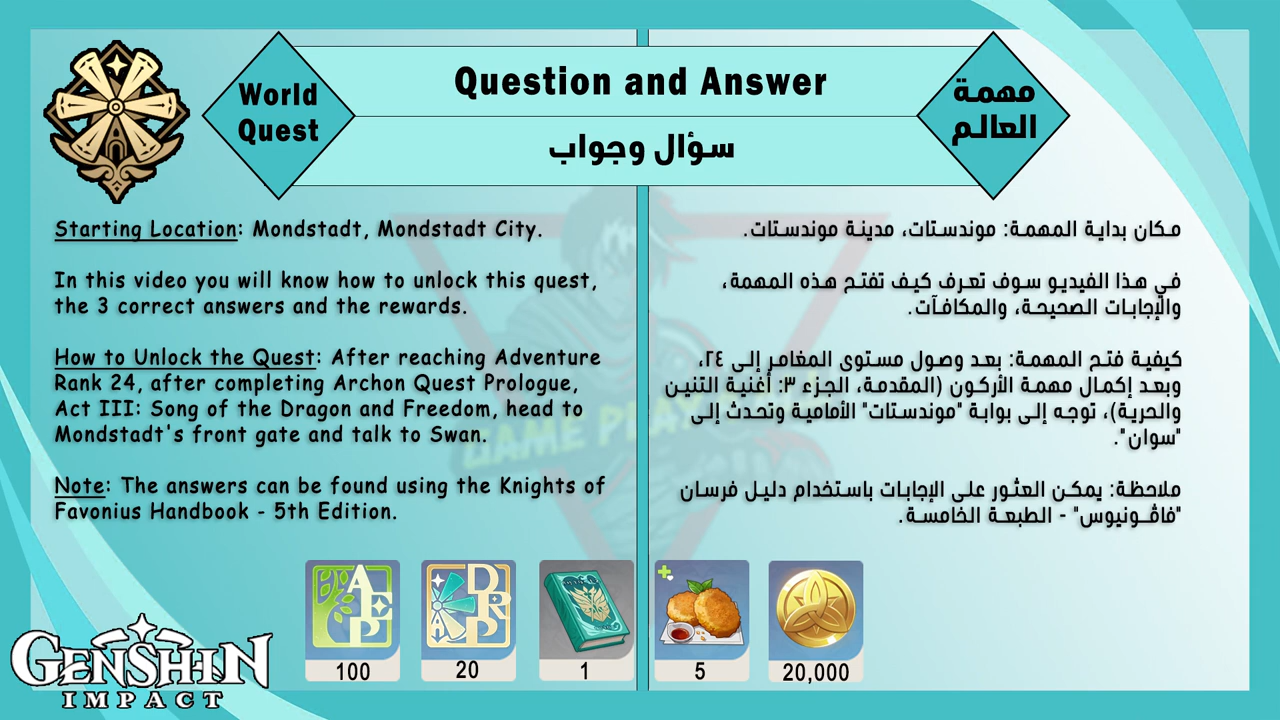 World
Quest
Question and Answer
سؤال وجواب
مهمة
العالم
Starting Location: Mondstadt, Mondstadt City.
In this video you will know how to unlock this quest,
the 3 correct answers and the rewards.
How to Unlock the Quest: After reaching Adventure
Rank 24, after completing Archon Quest Prologue,
Act III: Song of the Dragon and Freedom, head to
Mondstadt's front gate and talk to Swan.
Note: The answers can be found using the Knights of
Favonius Handbook - 5th Edition.
مكان بداية المهمة: موندستات، مدينة موندستات.
في هذا الفيديو سوف تعرف كيف تفتح هذه المهمة،
والإجابات الصحيحة، والمكافآت.
كيفية فتح المهمة: بعد وصول مستوى المغامر إلى ٢٤،
وبعد إكمال مهمة الأركون (المقدمة، الجزء ٣: أغنية التنين
والحرية)، توجه إلى بوابة "موندستات" الأمامية وتحدث إلى
"سوان".
ملاحظة: يمكن العثور على الإجابات باستخدام دليل فرسان
"فاڤونيوس" - الطبعة الخامسة.
AEP
DRP
100
20
1
5
20,000
GENSHIN
IMPACT